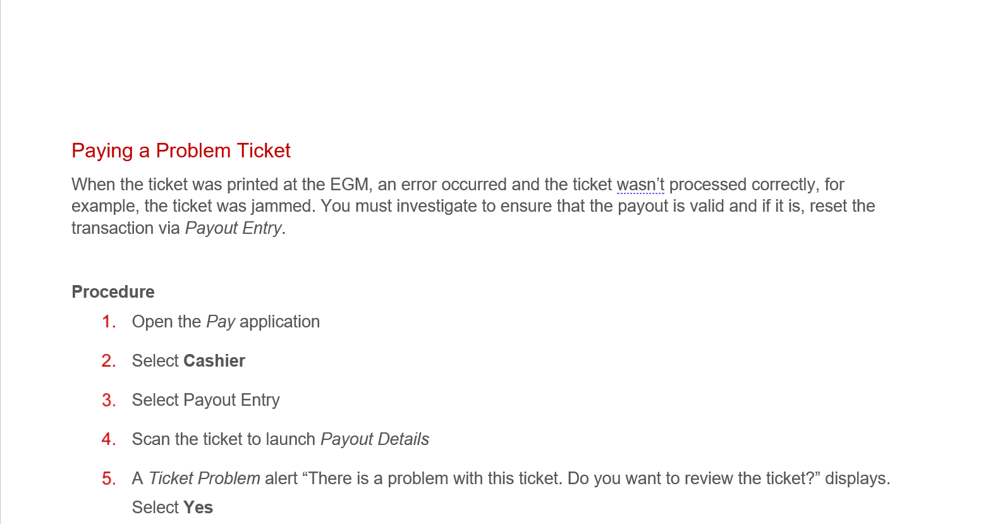 Paying a Problem Ticket
When the ticket was printed at the EGM, an error occurred and the ticket wasn’t processed correctly, for
example, the ticket was jammed. You must investigate to ensure that the payout is valid and if it is, reset the
transaction via Payout Entry.
Procedure
1. Open the Pay application
2. Select Cashier
3. Select Payout Entry
4. Scan the ticket to launch Payout Details
5. A Ticket Problem alert “There is a problem with this ticket. Do you want to review the ticket?” displays.
Select Yes